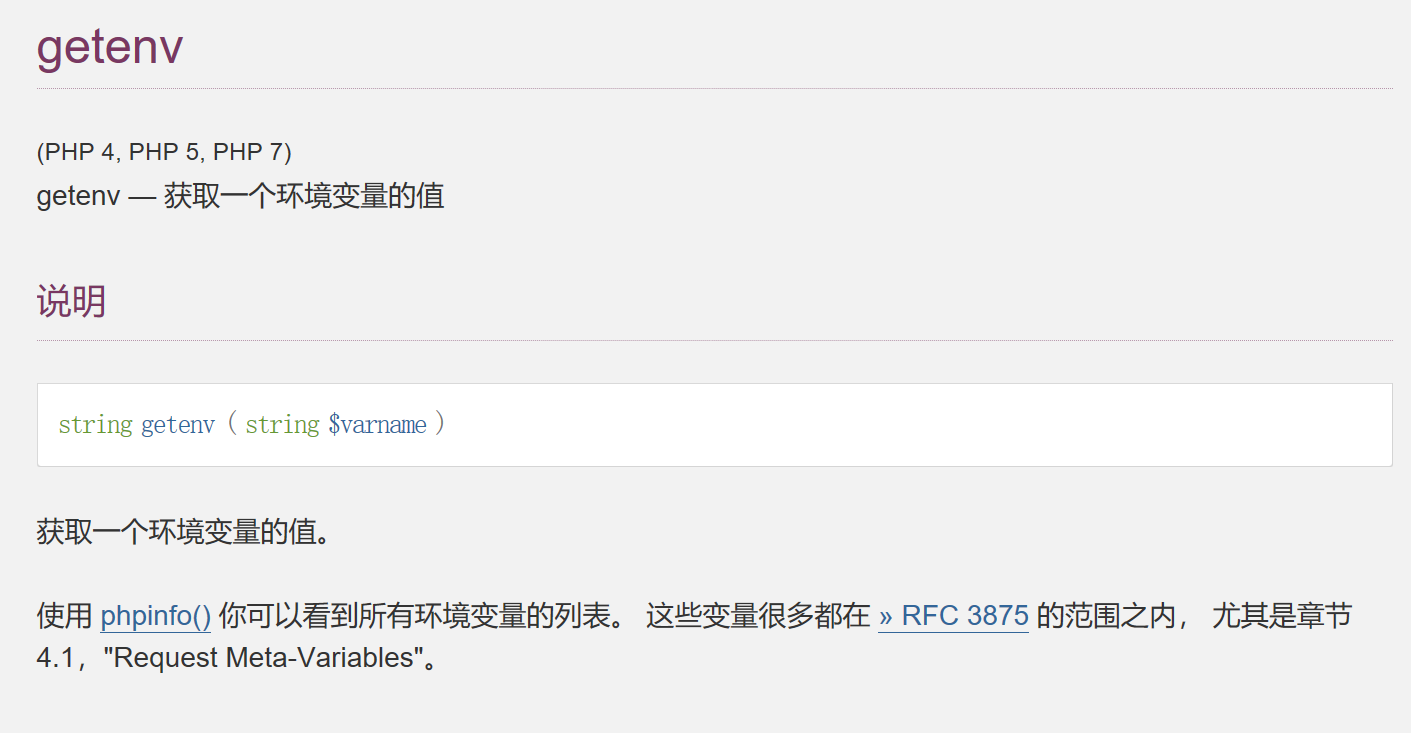 getenv
(PHP 4, PHP 5, PHP 7)
getenv — 获取一个环境变量的值
说明
string getenv ( string $varname )
获取一个环境变量的值。
使用 phpinfo() 你可以看到所有环境变量的列表。 这些变量很多都在 » RFC 3875 的范围之内， 尤其是章节
4.1，"Request Meta-Variables"。